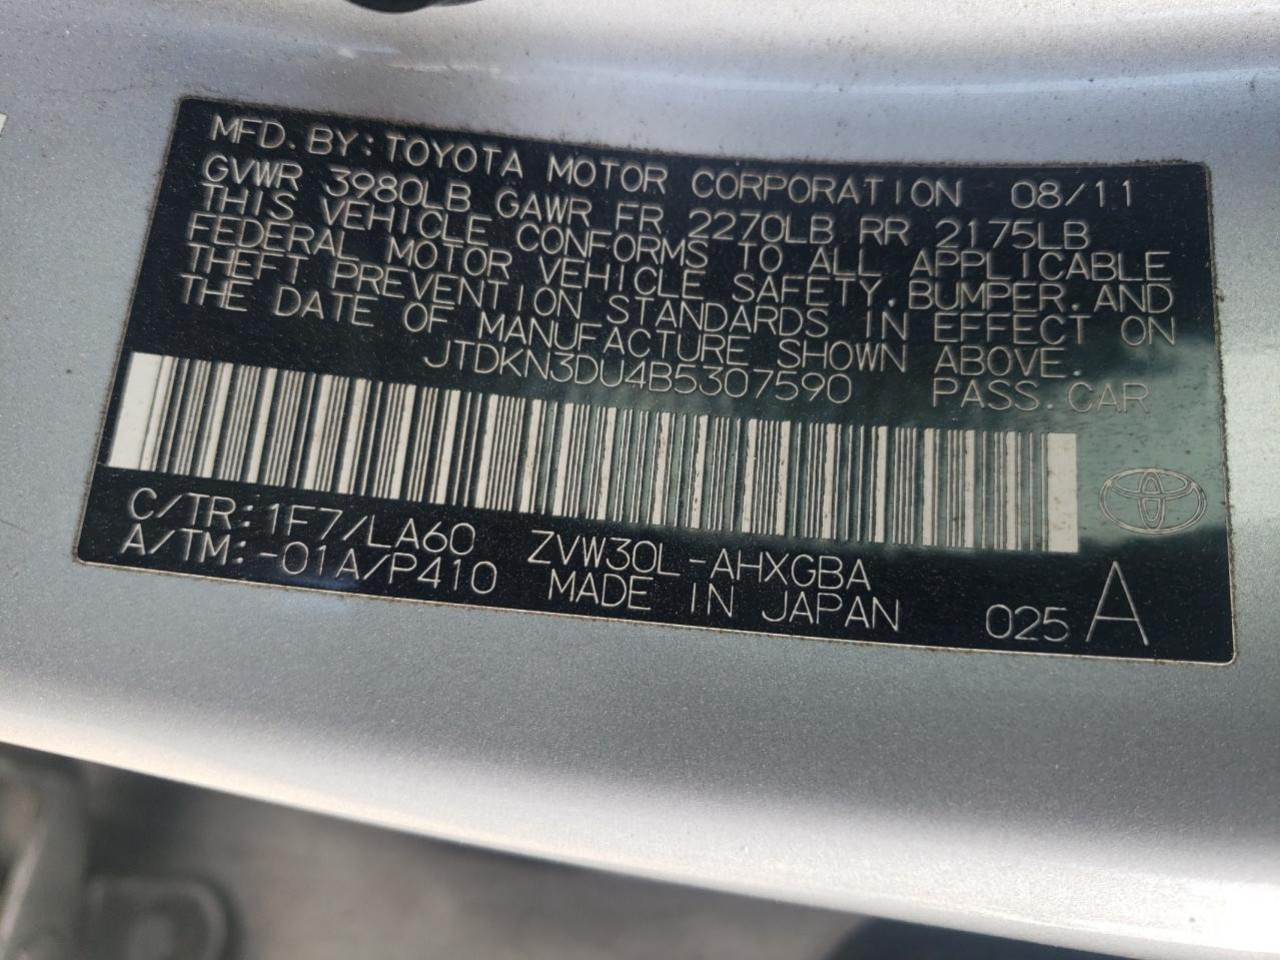 MFD. BY: TOYOTA MOTOR CORPORATION 08/11
GVWR 3980LB GAWR FR 2270LB RR 2175LB
THIS VEHICLE CONFORMS TO ALL APPLICABLE
FEDERAL MOTOR VEHICLE SAFETY, BUMPER, AND
THEFT PREVENTION STANDARDS IN EFFECT ON
THE DATE OF MANUFACTURE SHOWN ABOVE.
JTDKN3DU4B5307590 PASS. CAR
C/TR: 1F7/LA60 ZVW30L-AHXGBA
A/TM: -01A/P410 MADE IN JAPAN 025 A